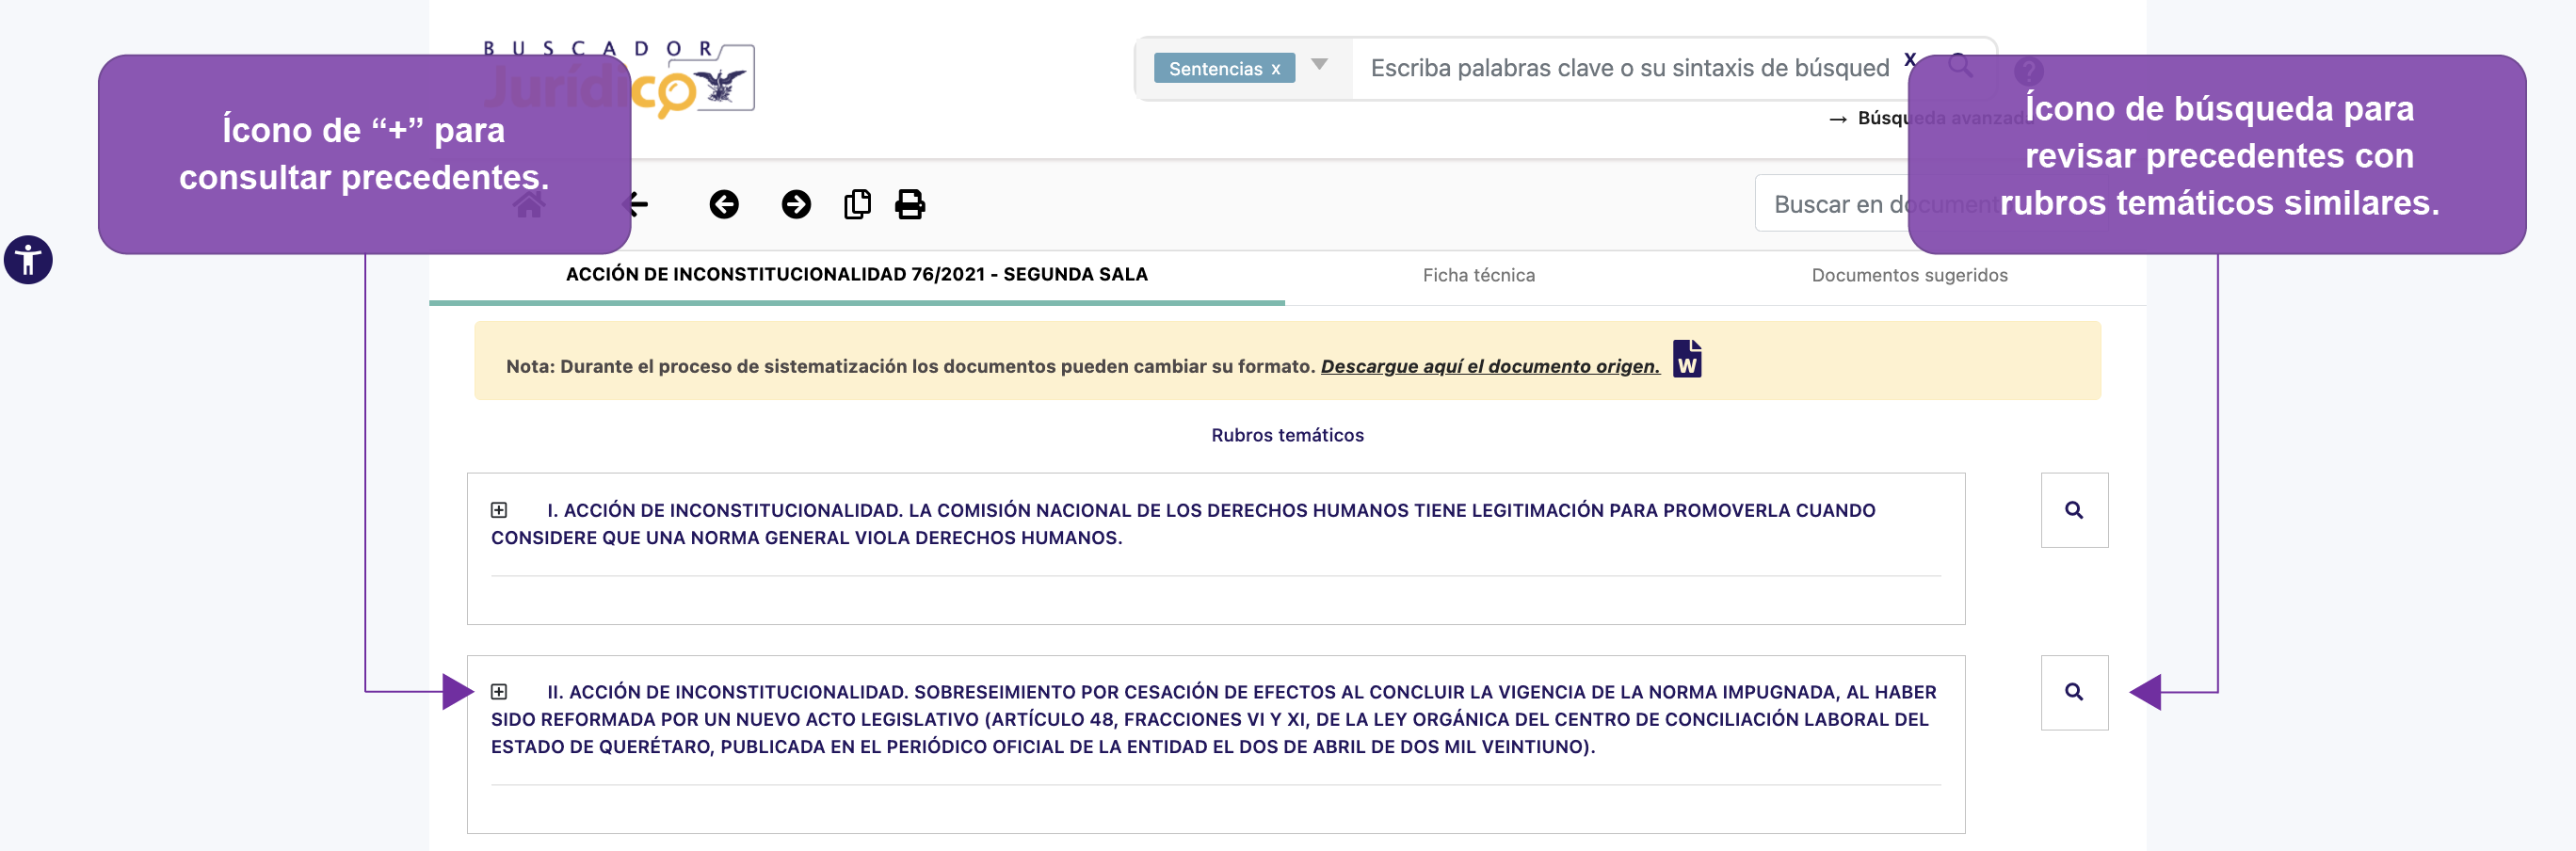 BUSCADOR
Jurídico
Sentencias x
Escriba palabras clave o su sintaxis de búsqued
x
→ Búsqueda avanzada
Ícono de “+” para
consultar precedentes.
Ícono de búsqueda para
revisar precedentes con
rubros temáticos similares.
Buscar en document
ACCIÓN DE INCONSTITUCIONALIDAD 76/2021 - SEGUNDA SALA
Ficha técnica
Documentos sugeridos
Nota: Durante el proceso de sistematización los documentos pueden cambiar su formato. Descargue aquí el documento origen.
W
Rubros temáticos
I. ACCIÓN DE INCONSTITUCIONALIDAD. LA COMISIÓN NACIONAL DE LOS DERECHOS HUMANOS TIENE LEGITIMACIÓN PARA PROMOVERLA CUANDO
CONSIDERE QUE UNA NORMA GENERAL VIOLA DERECHOS HUMANOS.
II. ACCIÓN DE INCONSTITUCIONALIDAD. SOBRESEIMIENTO POR CESACIÓN DE EFECTOS AL CONCLUIR LA VIGENCIA DE LA NORMA IMPUGNADA, AL HABER
SIDO REFORMADA POR UN NUEVO ACTO LEGISLATIVO (ARTÍCULO 48, FRACCIONES VI Y XI, DE LA LEY ORGÁNICA DEL CENTRO DE CONCILIACIÓN LABORAL DEL
ESTADO DE QUERÉTARO, PUBLICADA EN EL PERIÓDICO OFICIAL DE LA ENTIDAD EL DOS DE ABRIL DE DOS MIL VEINTIUNO).